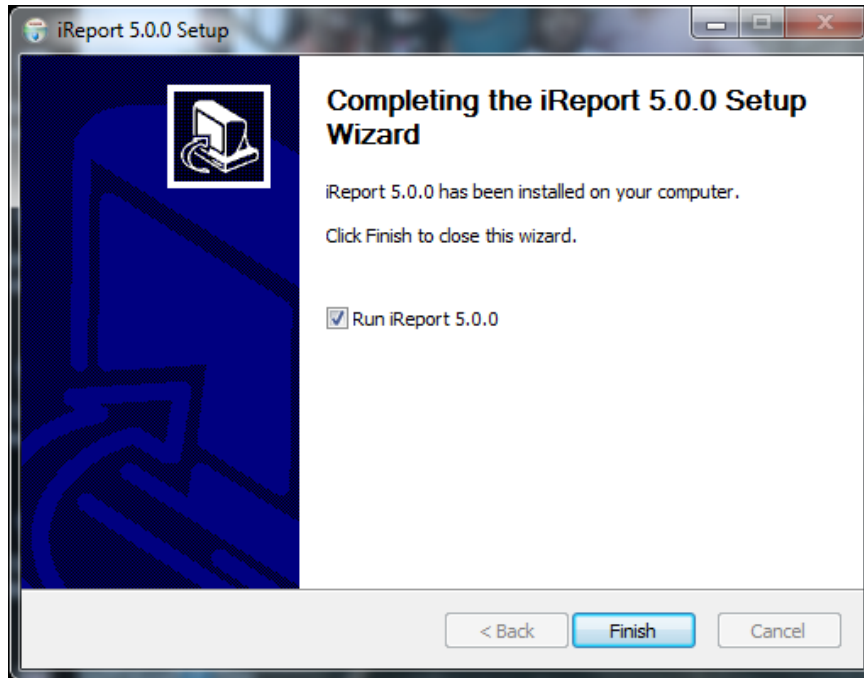 iReport 5.0.0 Setup
Completing the iReport 5.0.0 Setup
Wizard
iReport 5.0.0 has been installed on your computer.
Click Finish to close this wizard.
Run iReport 5.0.0
< Back
Finish
Cancel